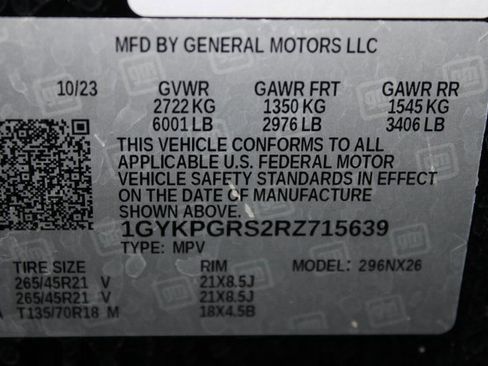 MFD BY GENERAL MOTORS LLC
10/23 GVWR GAWR FRT GAWR RR
2722 KG 1350 KG 1545 KG
6001 LB 2976 LB 3406 LB
THIS VEHICLE CONFORMS TO ALL
APPLICABLE U.S. FEDERAL MOTOR
VEHICLE SAFETY STANDARDS IN EFFECT
ON THE DATE OF MANUFACTURE
SHOWN ABOVE.
1GYKPGRS2RZ715639
TYPE: MPV
TIRE SIZE RIM MODEL: 296NX26
265/45R21 V 21X8.5J
265/45R21 V 21X8.5J
T135/70R18 M 18X4.5B